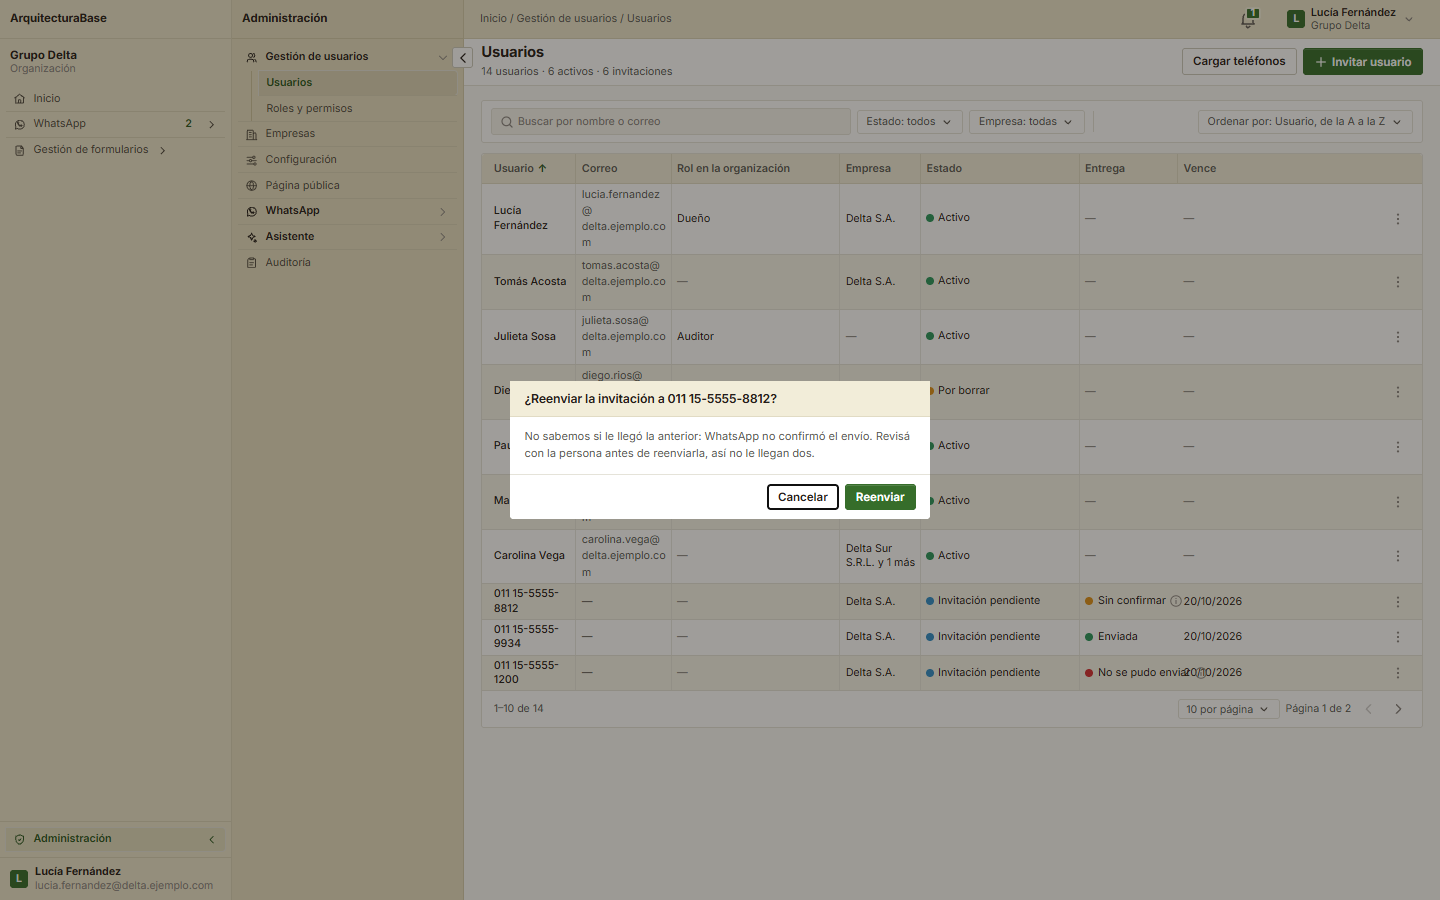 ArquitecturaBase
Grupo Delta
Organización
Inicio
WhatsApp 2
Gestión de formularios
Administración
Lucía Fernández
lucia.fernandez@delta.ejemplo.com
Administración
Gestión de usuarios
Usuarios
Roles y permisos
Empresas
Configuración
Página pública
WhatsApp
Asistente
Auditoría
Inicio / Gestión de usuarios / Usuarios
1
L
Lucía Fernández
Grupo Delta
Usuarios
14 usuarios · 6 activos · 6 invitaciones
Cargar teléfonos
Invitar usuario
Buscar por nombre o correo
Estado: todos
Empresa: todas
Ordenar por: Usuario, de la A a la Z
Usuario ↑ Correo Rol en la organización Empresa Estado Entrega Vence
Lucía
Fernández
lucia.fernandez
@
delta.ejemplo.co
m
Dueño Delta S.A. Activo — —
Tomás Acosta
tomas.acosta@
delta.ejemplo.co
m
— Delta S.A. Activo — —
Julieta Sosa
julieta.sosa@
delta.ejemplo.co
m
Auditor — Activo — —
Die
diego.rios@
Por borrar — —
Pau
Activo — —
Ma
m
Activo — —
¿Reenviar la invitación a 011 15-5555-8812?
No sabemos si le llegó la anterior: WhatsApp no confirmó el envío. Revisá
con la persona antes de reenviarla, así no le llegan dos.
Cancelar
Reenviar
Carolina Vega
carolina.vega@
delta.ejemplo.co
m
—
Delta Sur
S.R.L. y 1 más
Activo — —
011 15-5555-
8812
— — Delta S.A. Invitación pendiente Sin confirmar 20/10/2026
011 15-5555-
9934
— — Delta S.A. Invitación pendiente Enviada 20/10/2026
011 15-5555-
1200
— — Delta S.A. Invitación pendiente No se pudo enviar 20/10/2026
1–10 de 14
10 por página
Página 1 de 2
L